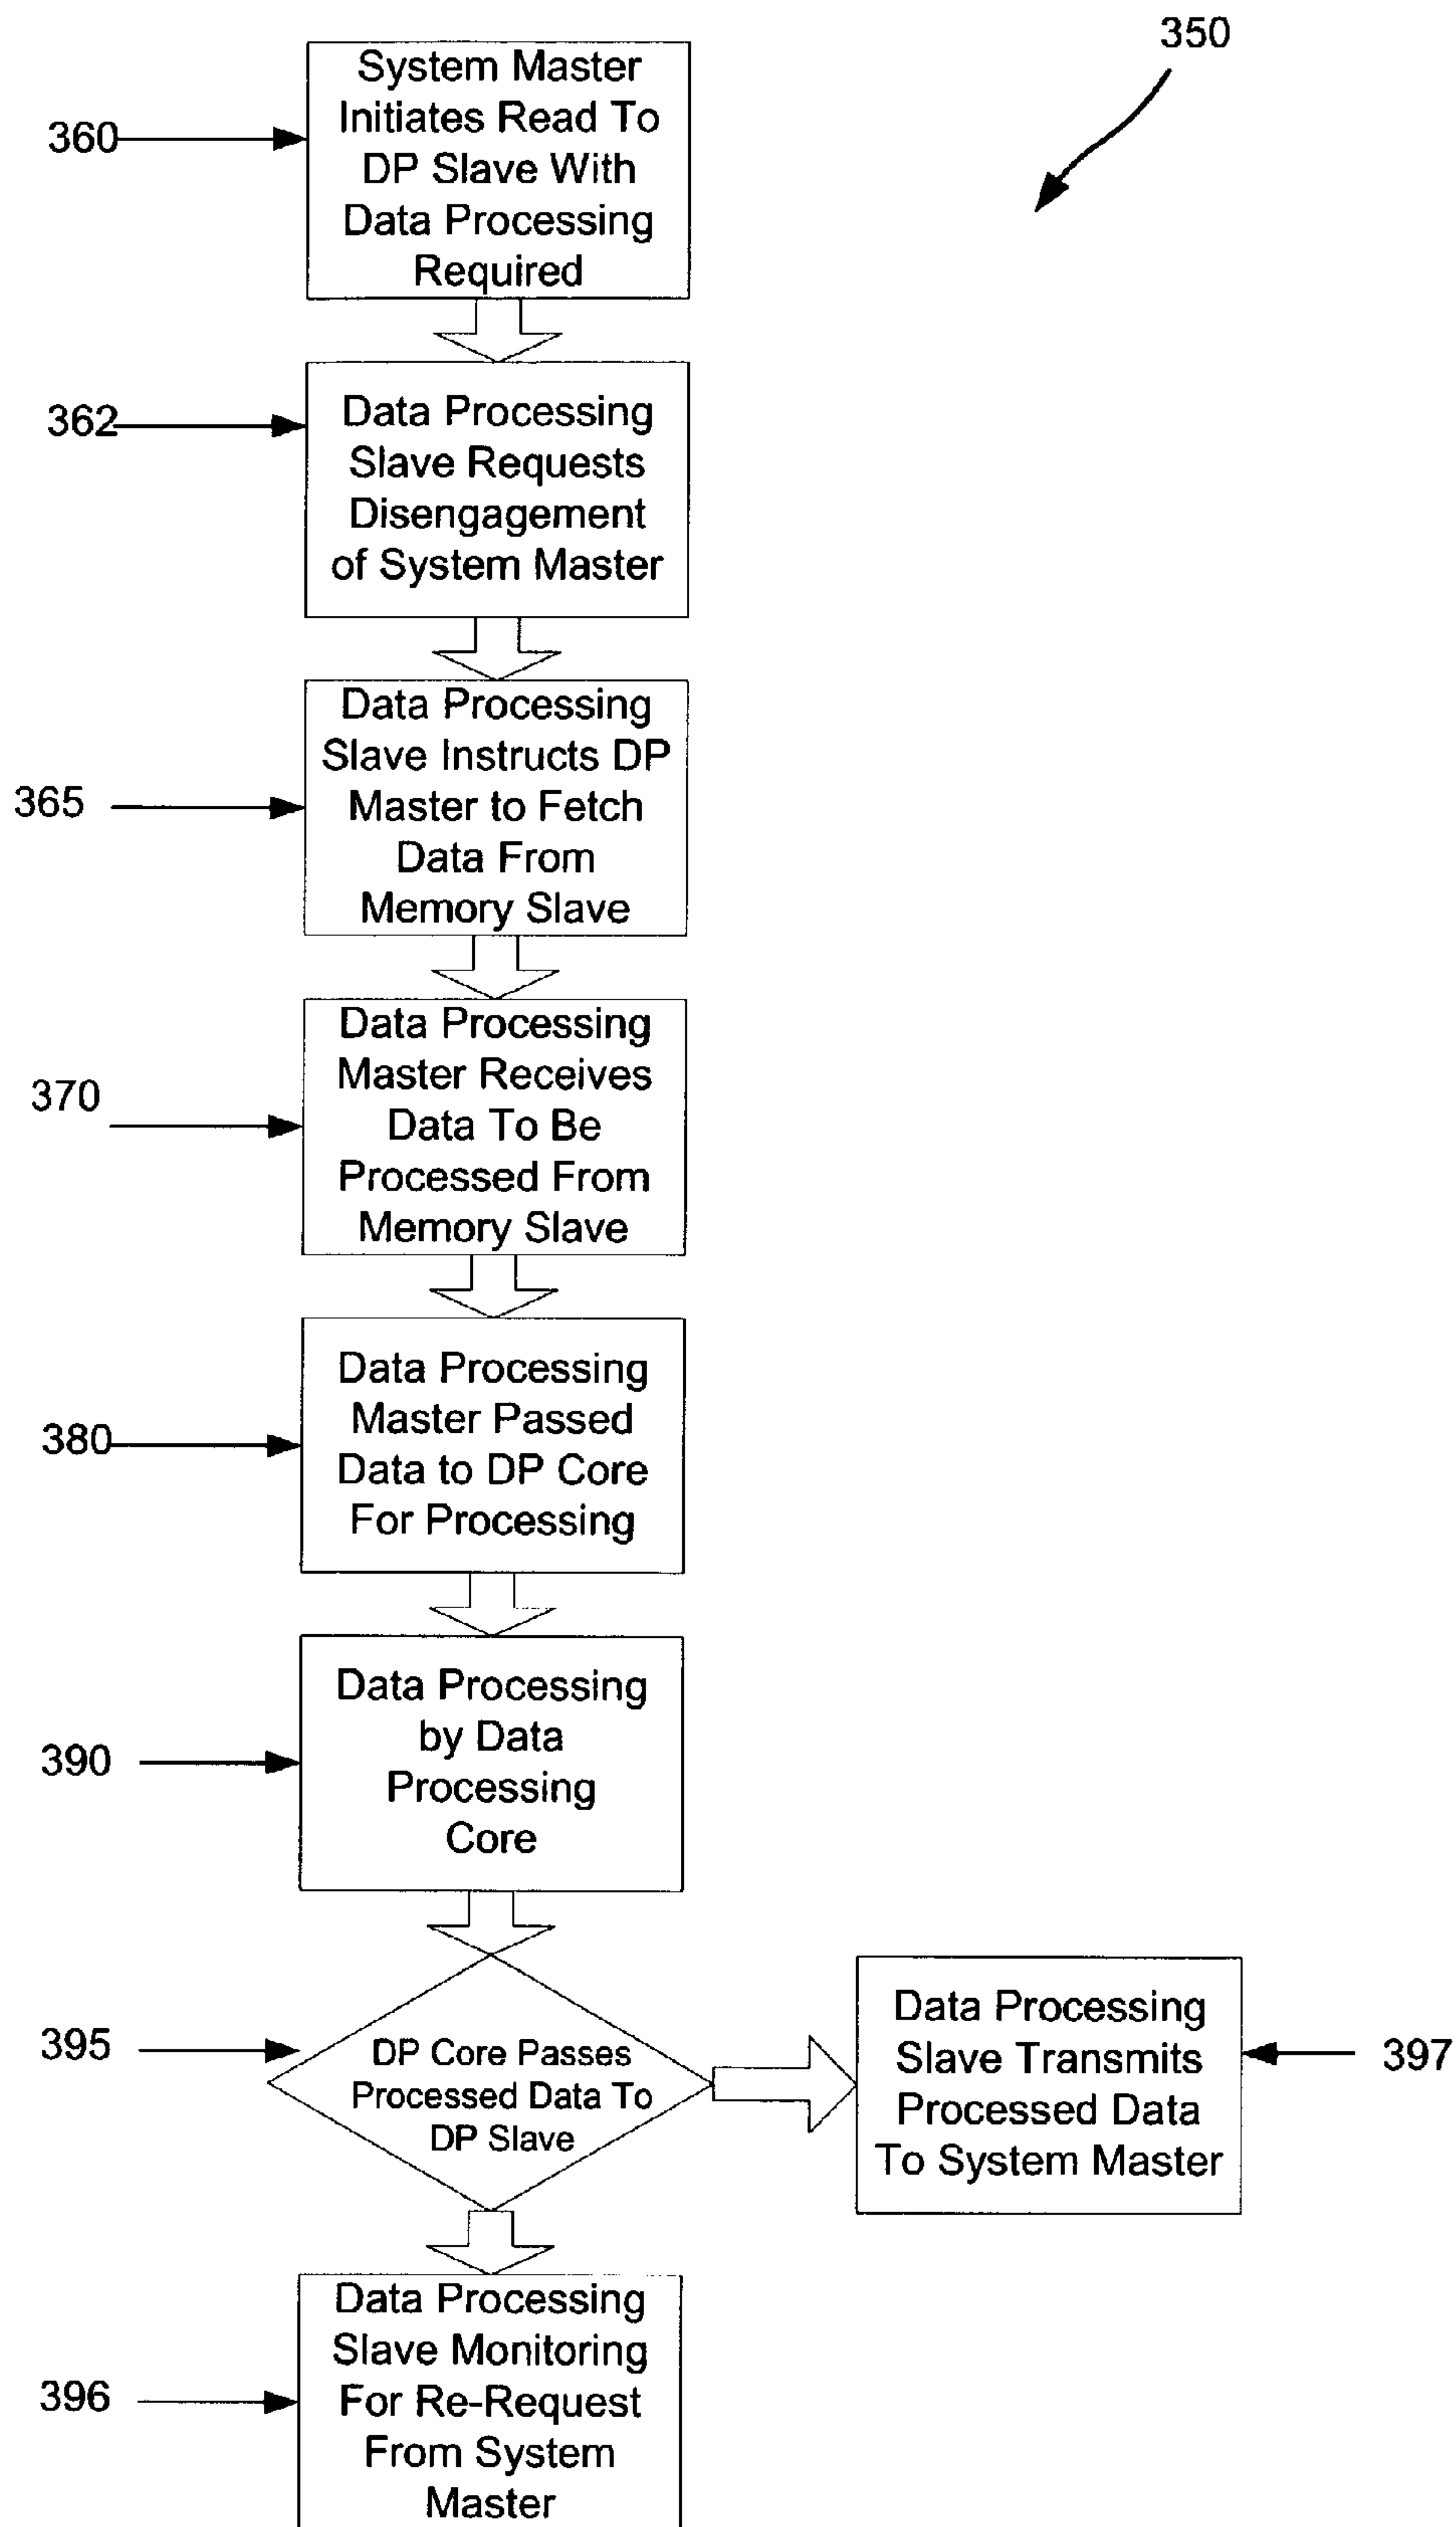 350
360
System Master
Initiates Read To
DP Slave With
Data Processing
Required
362
Data Processing
Slave Requests
Disengagement
of System Master
365
Data Processing
Slave Instructs DP
Master to Fetch
Data From
Memory Slave
370
Data Processing
Master Receives
Data To Be
Processed From
Memory Slave
380
Data Processing
Master Passed
Data to DP Core
For Processing
390
Data Processing
by Data
Processing
Core
395
DP Core Passes
Processed Data To
DP Slave
Data Processing
Slave Transmits
Processed Data
To System Master
397
396
Data Processing
Slave Monitoring
For Re-Request
From System
Master